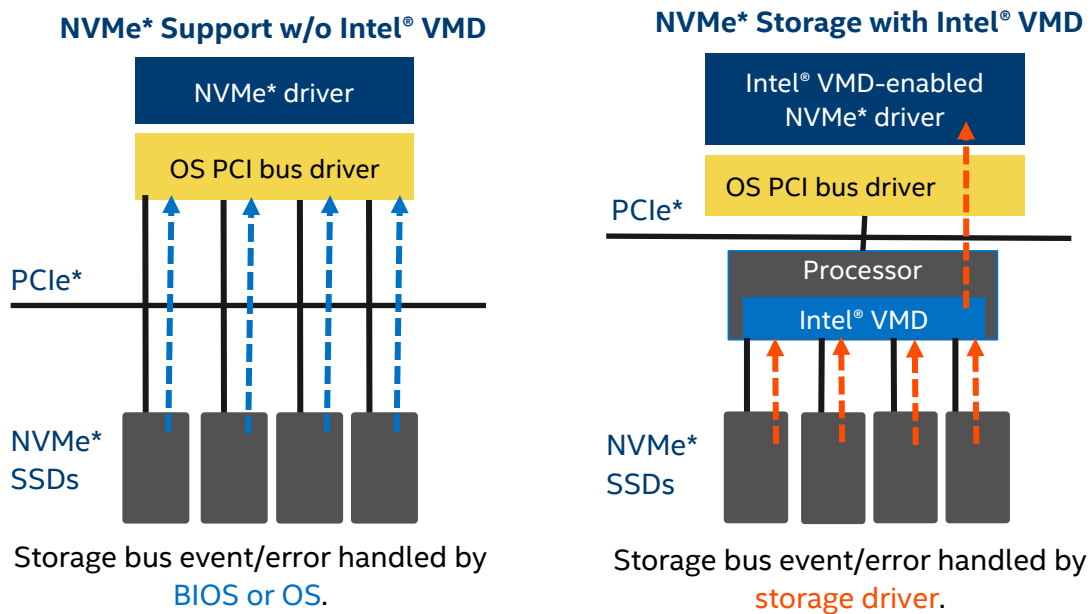 NVMe* Support w/o Intel® VMD
NVMe* driver
OS PCI bus driver
PCIe*
NVMe*
SSDs
Storage bus event/error handled by
BIOS or OS.
NVMe* Storage with Intel® VMD
Intel® VMD-enabled
NVMe* driver
OS PCI bus driver
PCIe*
Processor
Intel® VMD
NVMe*
SSDs
Storage bus event/error handled by
storage driver.